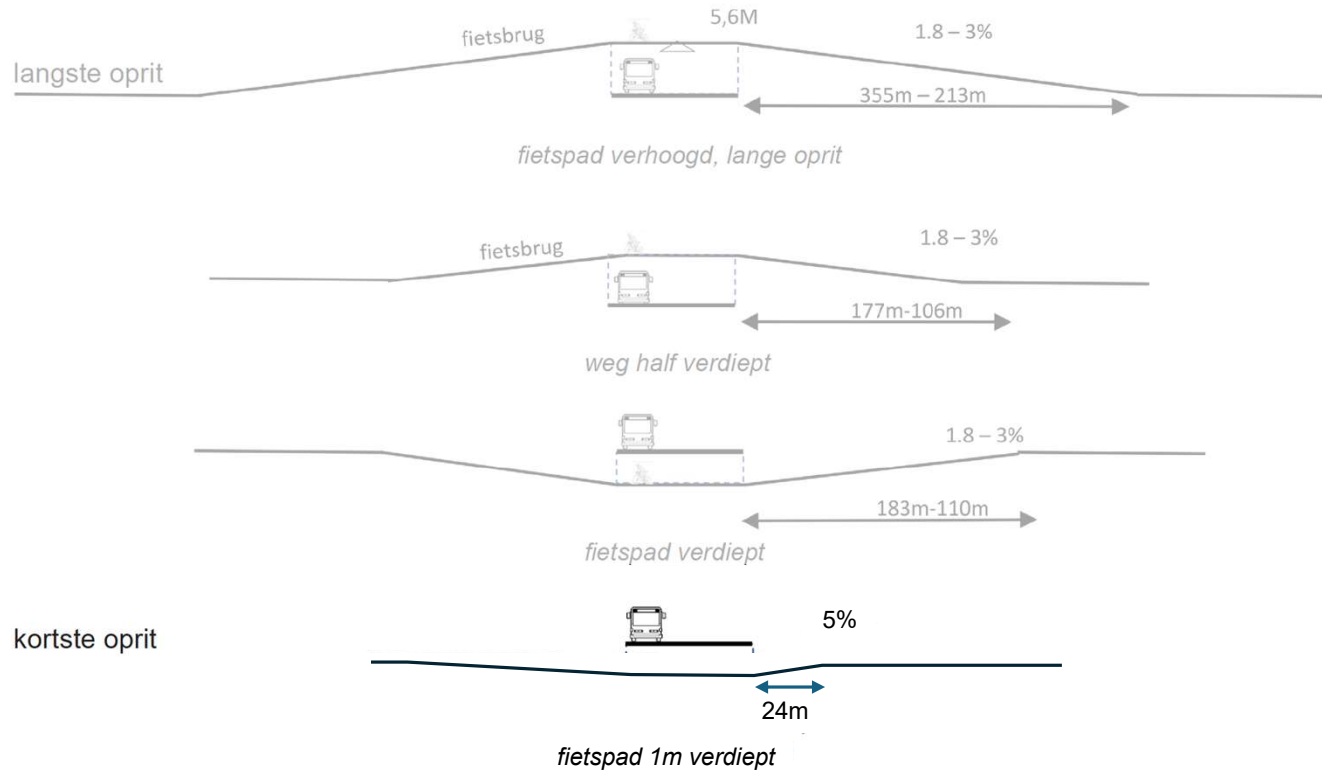 5,6M
1.8 – 3%
fietsbrug
langste oprit
355m – 213m
fietspad verhoogd, lange oprit
1.8 – 3%
fietsbrug
177m-106m
weg half verdiept
1.8 – 3%
183m-110m
fietspad verdiept
5%
kortste oprit
24m
fietspad 1m verdiept